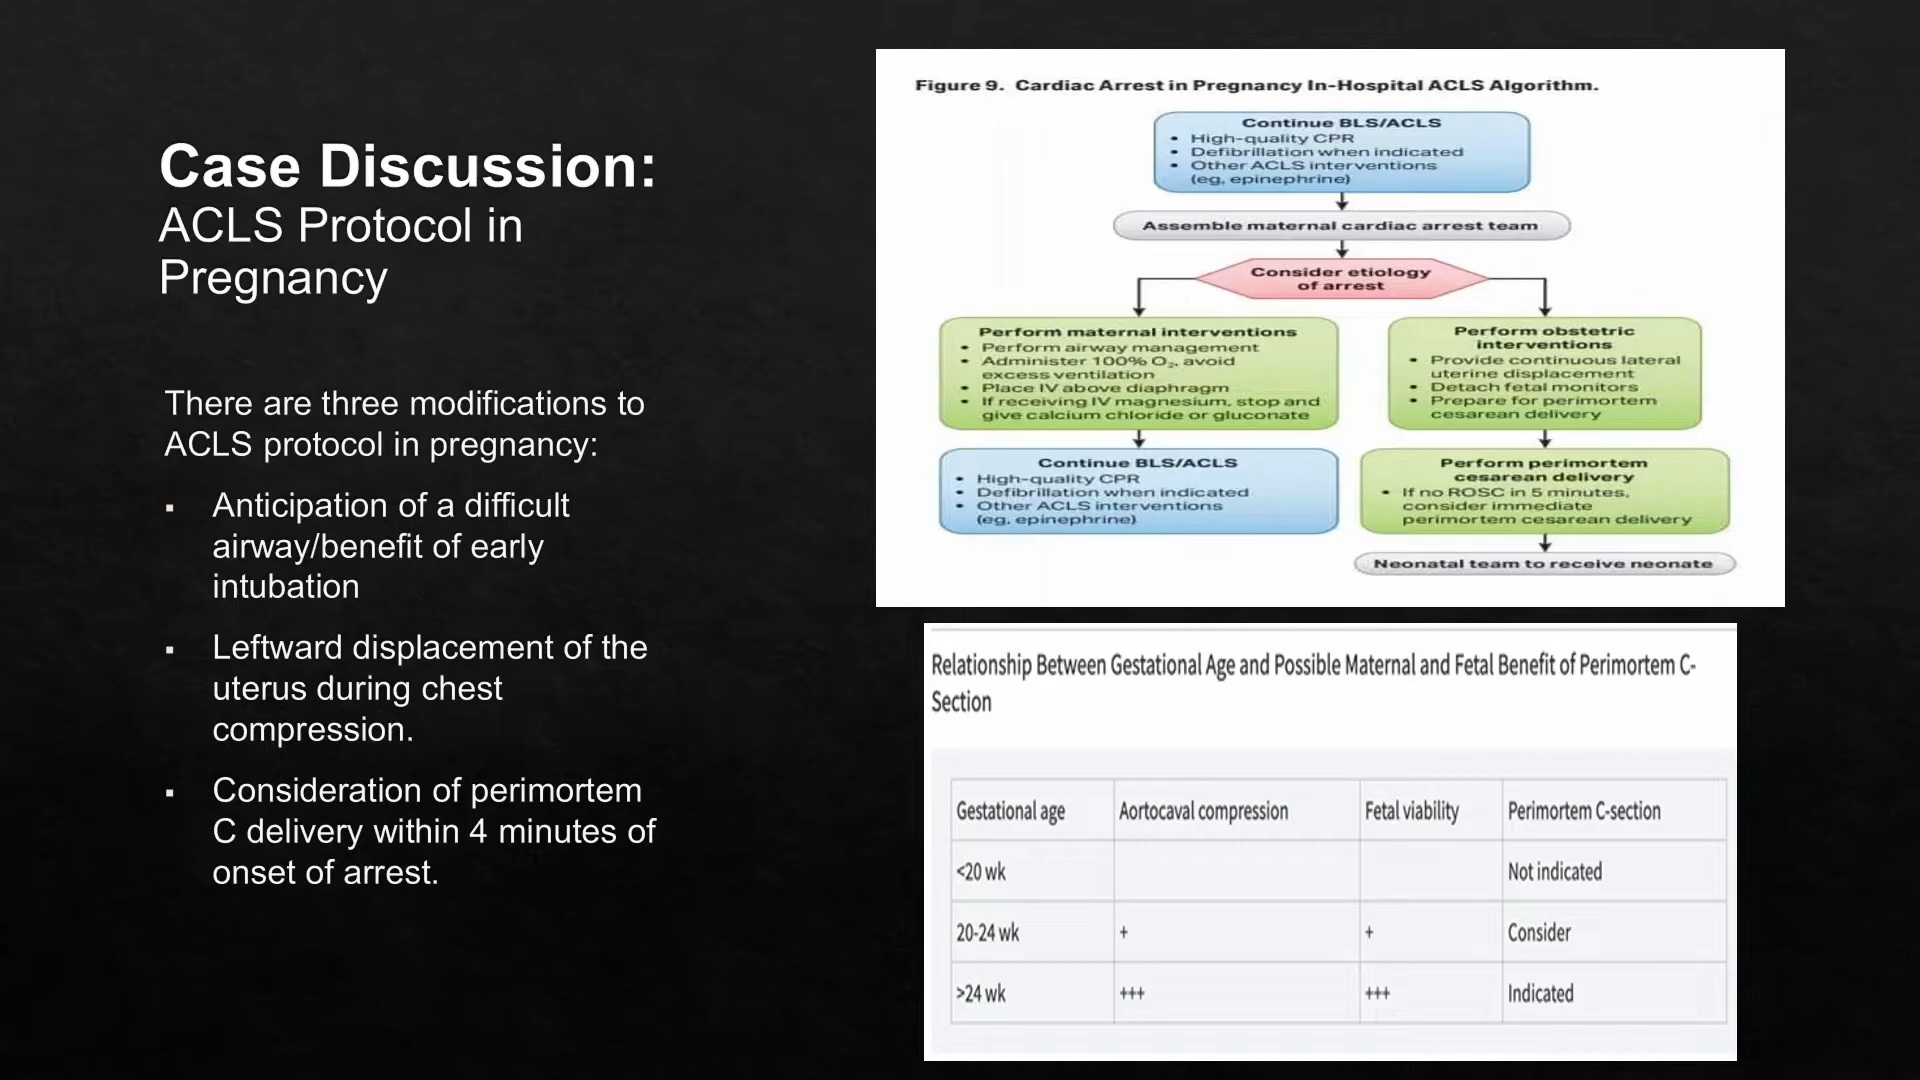 Case Discussion:
ACLS Protocol in
Pregnancy
There are three modifications to
ACLS protocol in pregnancy:
▪ Anticipation of a difficult
airway/benefit of early
intubation
▪ Leftward displacement of the
uterus during chest
compression.
▪ Consideration of perimortem
C delivery within 4 minutes of
onset of arrest.
Figure 9. Cardiac Arrest in Pregnancy In-Hospital ACLS Algorithm.
Continue BLS/ACLS
• High-quality CPR
• Defibrillation when indicated
• Other ACLS interventions
(eg, epinephrine)
Assemble maternal cardiac arrest team
Consider etiology
of arrest
Perform maternal interventions
• Perform airway management
• Administer 100% O₂, avoid
excess ventilation
• Place IV above diaphragm
• If receiving IV magnesium, stop and
give calcium chloride or gluconate
Continue BLS/ACLS
• High-quality CPR
• Defibrillation when indicated
• Other ACLS interventions
(eg, epinephrine)
Perform obstetric
interventions
• Provide continuous lateral
uterine displacement
• Detach fetal monitors
• Prepare for perimortem
cesarean delivery
Perform perimortem
cesarean delivery
• If no ROSC in 5 minutes,
consider immediate
perimortem cesarean delivery
Neonatal team to receive neonate
Relationship Between Gestational Age and Possible Maternal and Fetal Benefit of Perimortem C-
Section
Gestational age Aortocaval compression Fetal viability Perimortem C-section
<20 wk Not indicated
20-24 wk + + Consider
>24 wk +++ +++ Indicated